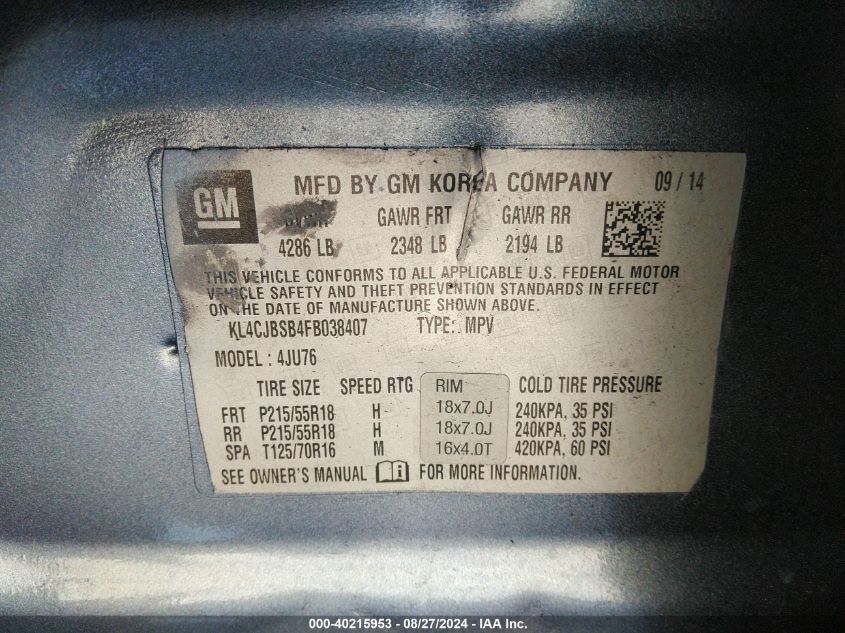 GM MFD BY GM KOREA COMPANY 09 / 14
GAWR FRT GAWR RR
4286 LB 2348 LB 2194 LB
THIS VEHICLE CONFORMS TO ALL APPLICABLE U.S. FEDERAL MOTOR
VEHICLE SAFETY AND THEFT PREVENTION STANDARDS IN EFFECT
ON THE DATE OF MANUFACTURE SHOWN ABOVE.
KL4CJBSB4FB038407 TYPE: MPV
MODEL : 4JU76
TIRE SIZE SPEED RTG RIM COLD TIRE PRESSURE
FRT P215/55R18 H 18x7.0J 240KPA, 35 PSI
RR P215/55R18 H 18x7.0J 240KPA, 35 PSI
SPA T125/70R16 M 16x4.0T 420KPA, 60 PSI
SEE OWNER'S MANUAL i FOR MORE INFORMATION.
000-40215953 - 08/27/2024 - IAA Inc.